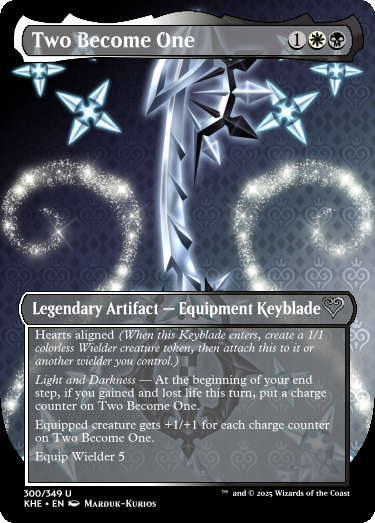 Two Become One 1
Legendary Artifact — Equipment Keyblade
Hearts aligned (When this Keyblade enters, create a 1/1
colorless Wielder creature token, then attach this to it or
another wielder you control.)
Light and Darkness — At the beginning of your end
step, if you gained and lost life this turn, put a charge
counter on Two Become One.
Equipped creature gets +1/+1 for each charge counter
on Two Become One.
Equip Wielder 5
300/349 U
KHE • EN Marduk-Kurios
™ and © 2025 Wizards of the Coast